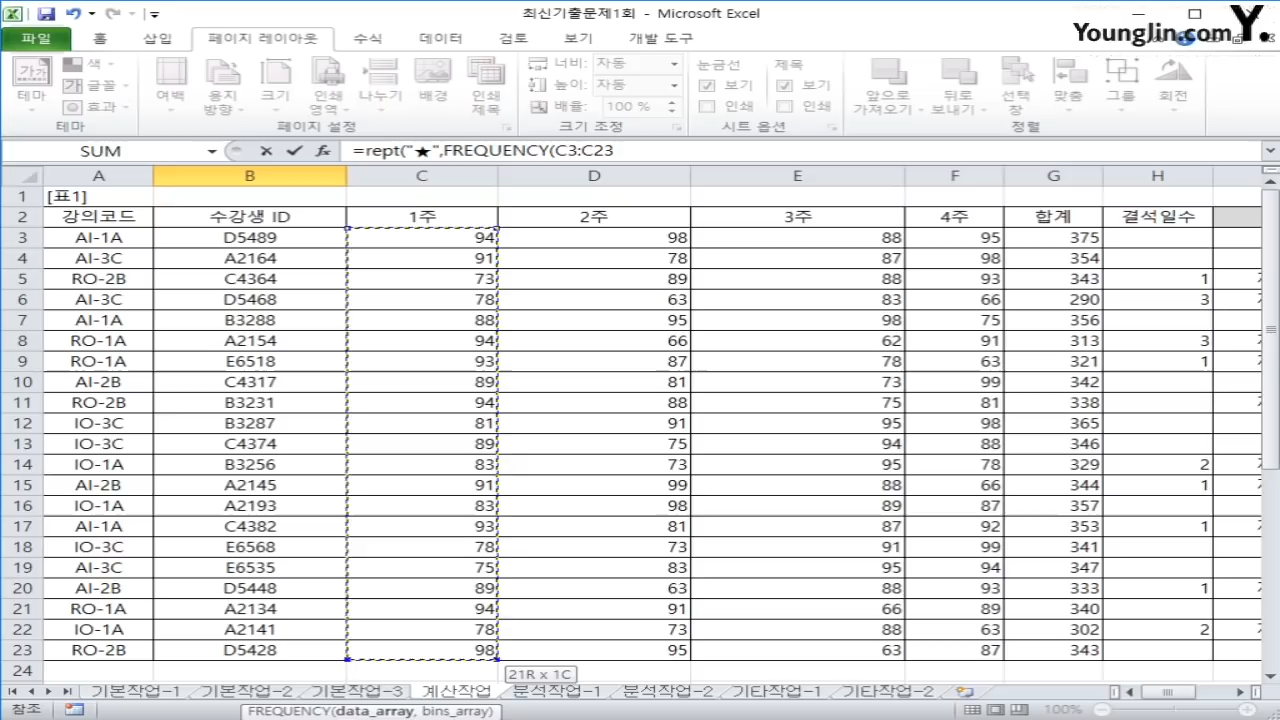 최신기출문제1회 - Microsoft Excel
YoungJin.com Y.
파일 홈 삽입 페이지 레이아웃 수식 데이터 검토 보기 개발 도구
테마 색 글꼴 효과 여백 용지 방향 크기 인쇄 영역 나누기 배경 인쇄 제목 너비: 자동 높이: 자동 배율: 100 % 눈금선 보기 인쇄 제목 보기 인쇄 앞으로 가져오기 뒤로 보내기 선택 창 맞춤 그룹 회전
테마 페이지 설정 크기 조정 시트 옵션 정렬
SUM fx =rept("★",FREQUENCY(C3:C23
A B C D E F G H
1 [표1]
2 강의코드 수강생 ID 1주 2주 3주 4주 합계 결석일수
3 AI-1A D5489 94 98 88 95 375
4 AI-3C A2164 91 78 87 98 354
5 RO-2B C4364 73 89 88 93 343 1
6 AI-3C D5468 78 63 83 66 290 3
7 AI-1A B3288 88 95 98 75 356
8 RO-1A A2154 94 66 62 91 313 3
9 RO-1A E6518 93 87 78 63 321 1
10 AI-2B C4317 89 81 73 99 342
11 RO-2B B3231 94 88 75 81 338
12 IO-3C B3287 81 91 95 98 365
13 IO-3C C4374 89 75 94 88 346
14 IO-1A B3256 83 73 95 78 329 2
15 AI-2B A2145 91 99 88 66 344 1
16 IO-1A A2193 83 98 89 87 357
17 AI-1A C4382 93 81 87 92 353 1
18 IO-3C E6568 78 73 91 99 341
19 AI-3C E6535 75 83 95 94 347
20 AI-2B D5448 89 63 88 93 333 1
21 RO-1A A2134 94 91 66 89 340
22 IO-1A A2141 78 73 88 63 302 2
23 RO-2B D5428 98 95 63 87 343
24
21R x 1C
기본작업-1 기본작업-2 기본작업-3 계산작업 분석작업-1 분석작업-2 기타작업-1 기타작업-2
참조 FREQUENCY(data_array, bins_array) 100%